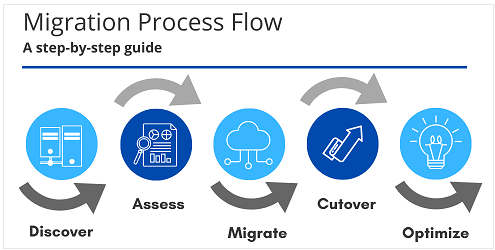 Migration Process Flow
A step-by-step guide
Discover
Assess
Migrate
Cutover
Optimize